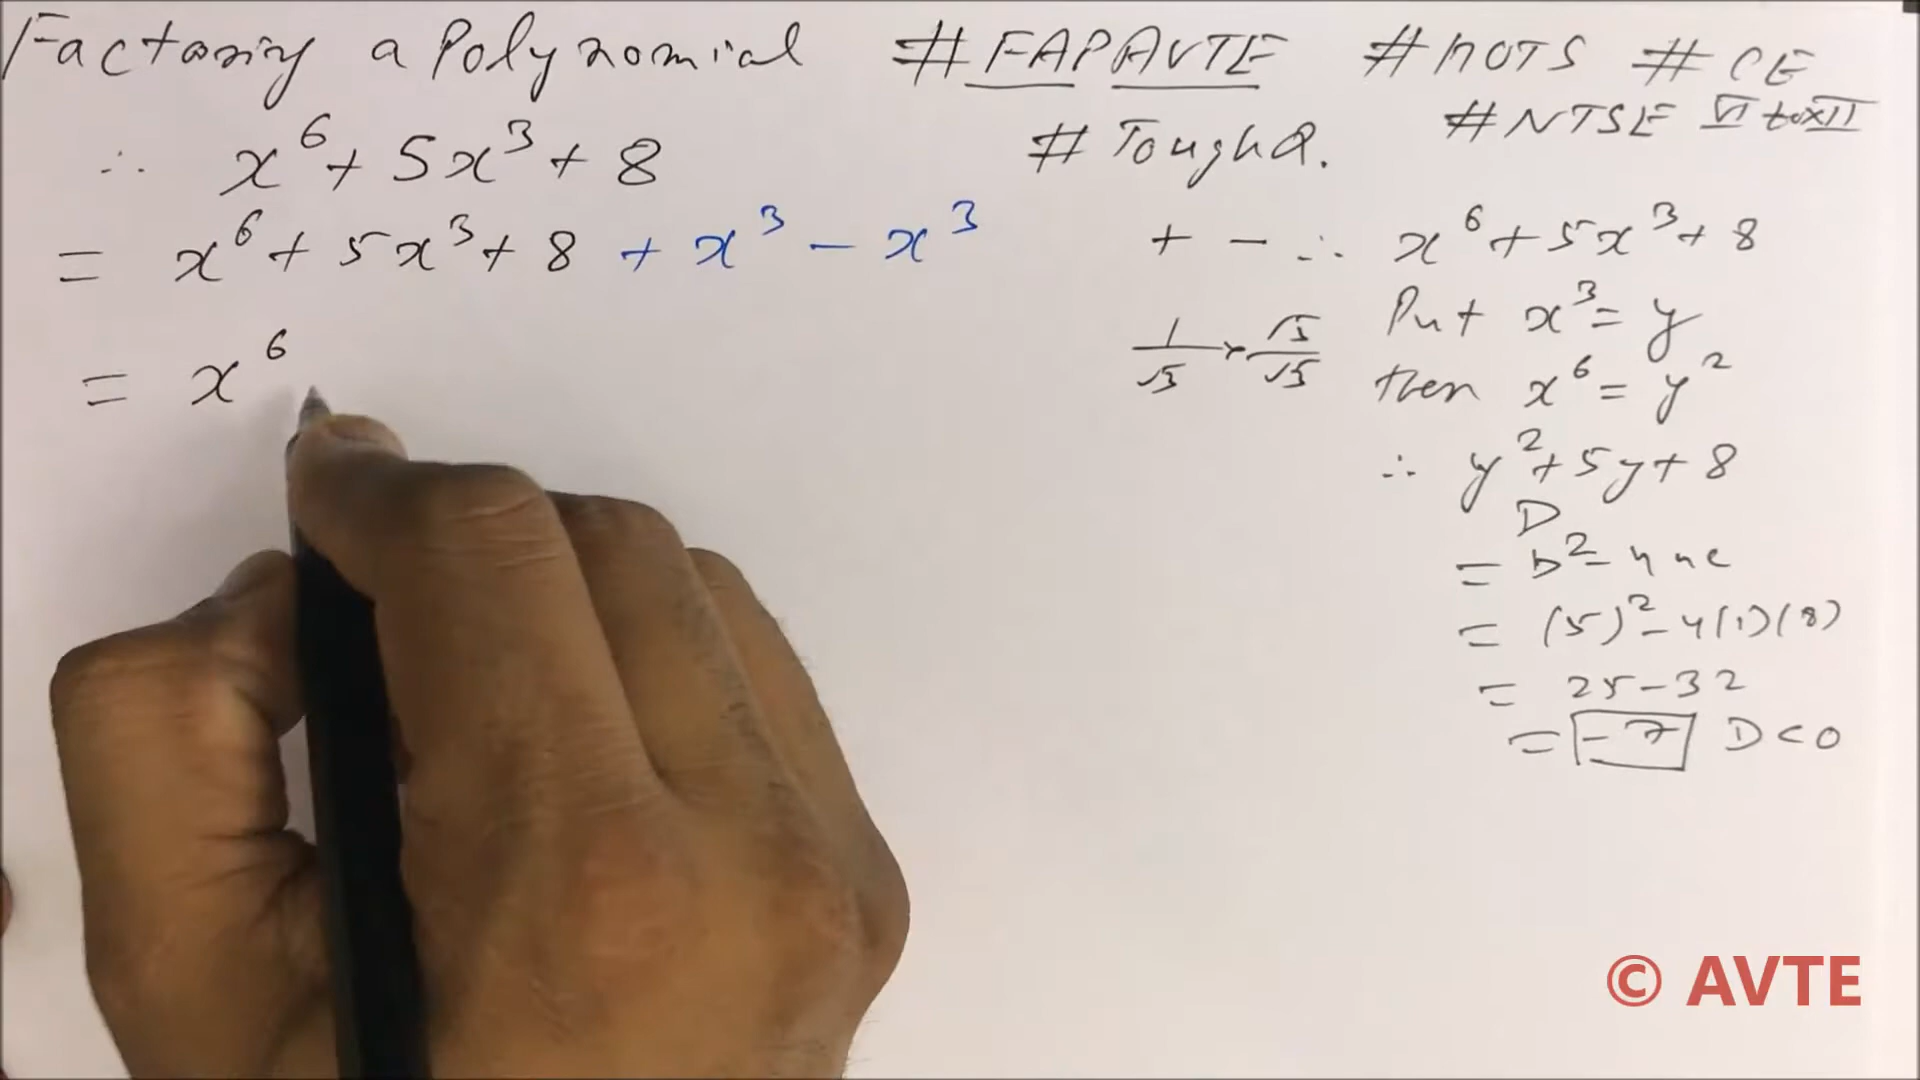 Factoring a Polynomial #FAPAVTE #HOTS #CE
#NTSE VI to XII
#Tough Q.
∴ x⁶ + 5x³ + 8
= x⁶ + 5x³ + 8 + x³ − x³
= x⁶
+ −
1/√5 × √5/√5
∴ x⁶ + 5x³ + 8
Put x³ = y
then x⁶ = y²
∴ y² + 5y + 8
D
= b² − 4ac
= (5)² − 4(1)(8)
= 25 − 32
= −7 D < 0
© AVTE